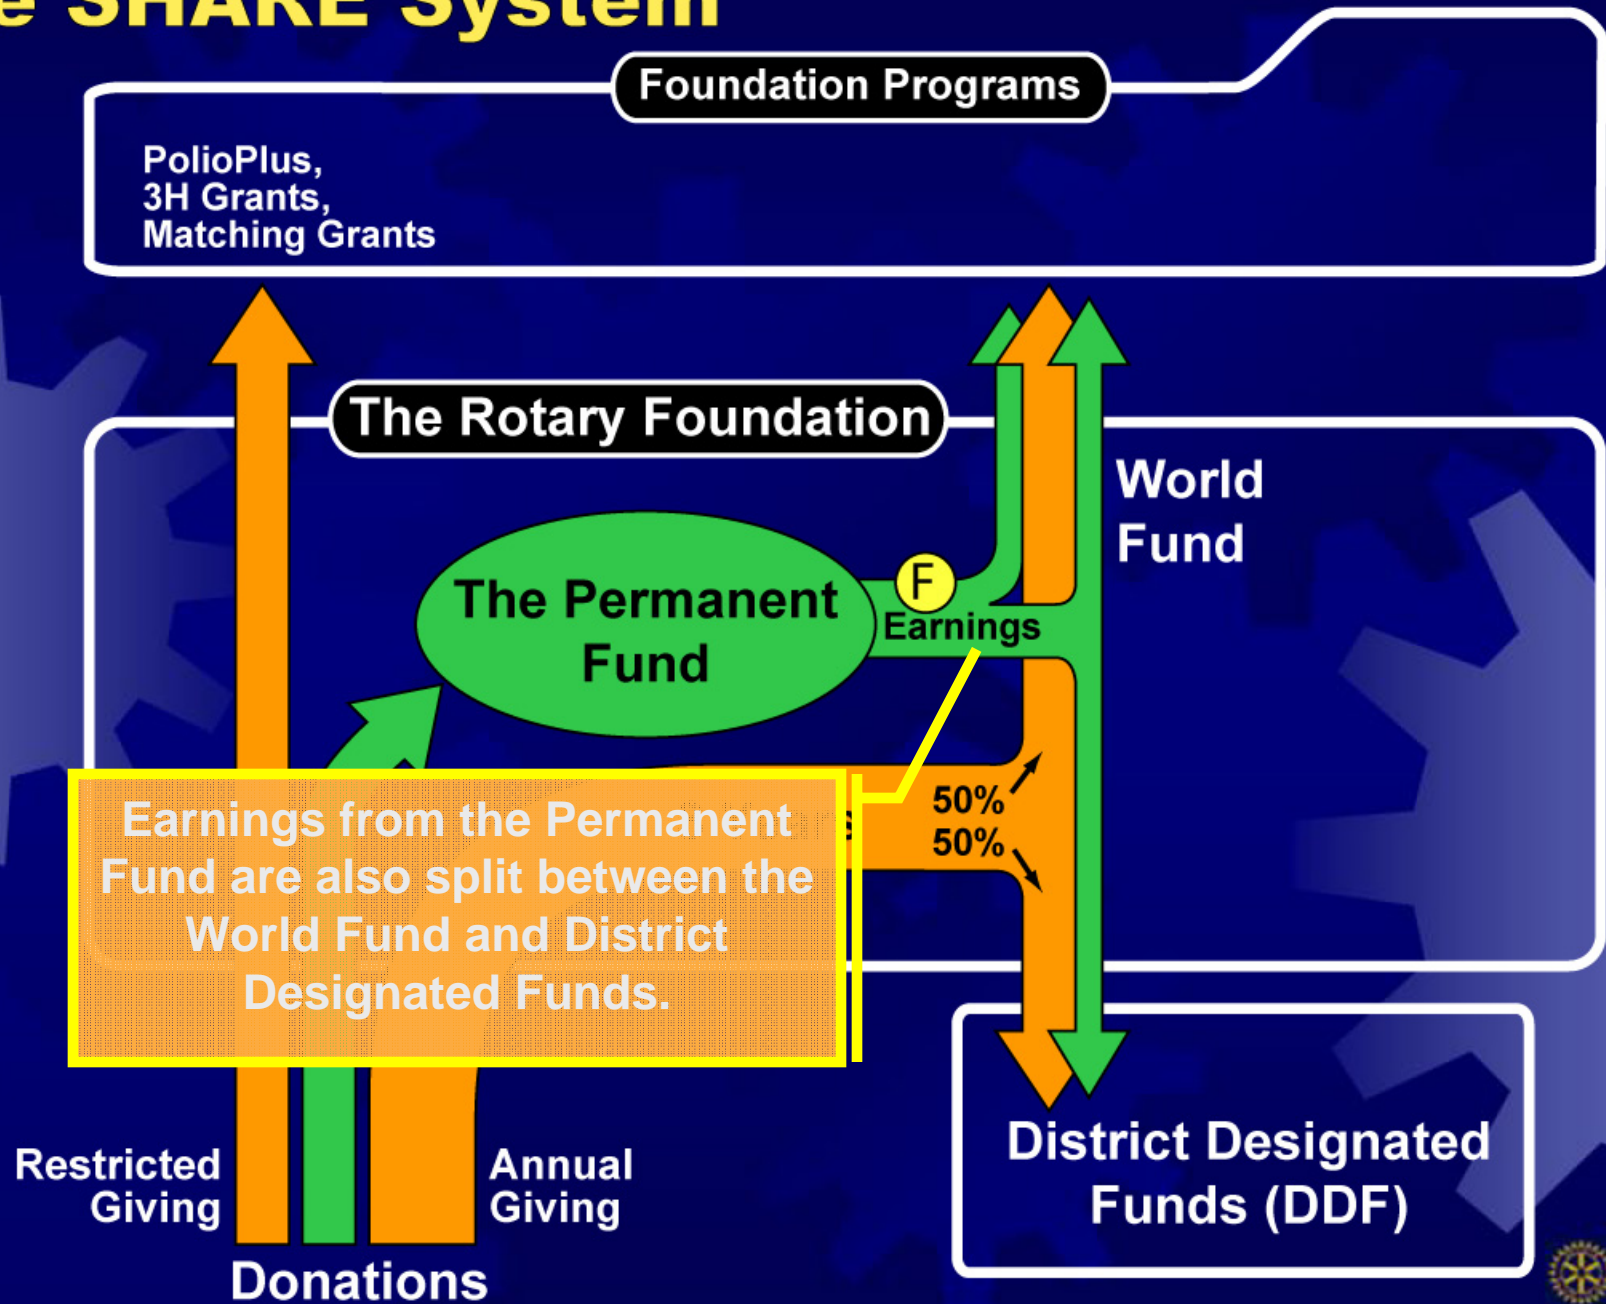 e SHARE System
Foundation Programs
PolioPlus,
3H Grants,
Matching Grants
The Rotary Foundation
World
Fund
The Permanent
Fund
F
Earnings
50%
50%
Earnings from the Permanent
Fund are also split between the
World Fund and District
Designated Funds.
Restricted
Giving
Annual
Giving
Donations
District Designated
Funds (DDF)